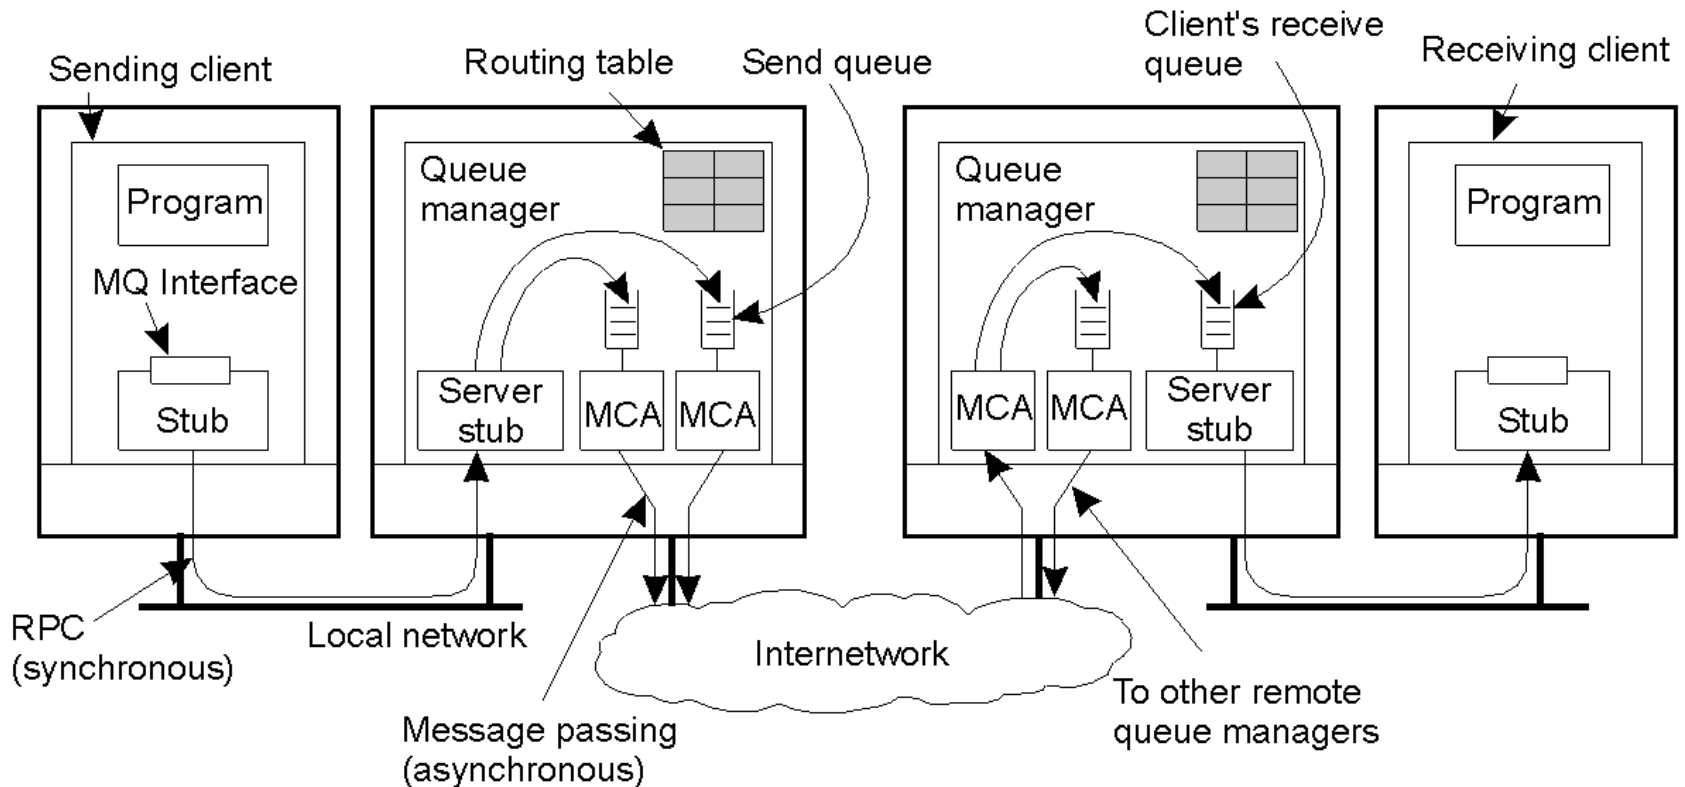 Sending client
Routing table
Send queue
Client's receive
queue
Receiving client
Program
MQ Interface
Stub
Queue
manager
Server
stub
MCA
MCA
Queue
manager
MCA
MCA
Server
stub
Program
Stub
RPC
(synchronous)
Local network
Message passing
(asynchronous)
Internetwork
To other remote
queue managers